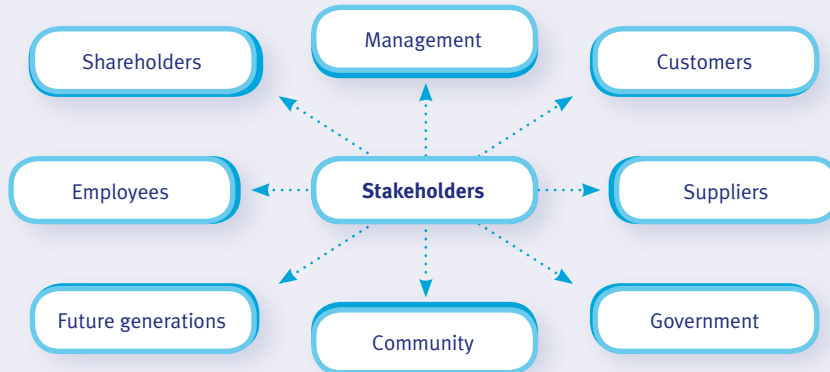 Management
Shareholders
Customers
Employees
Stakeholders
Suppliers
Future generations
Community
Government